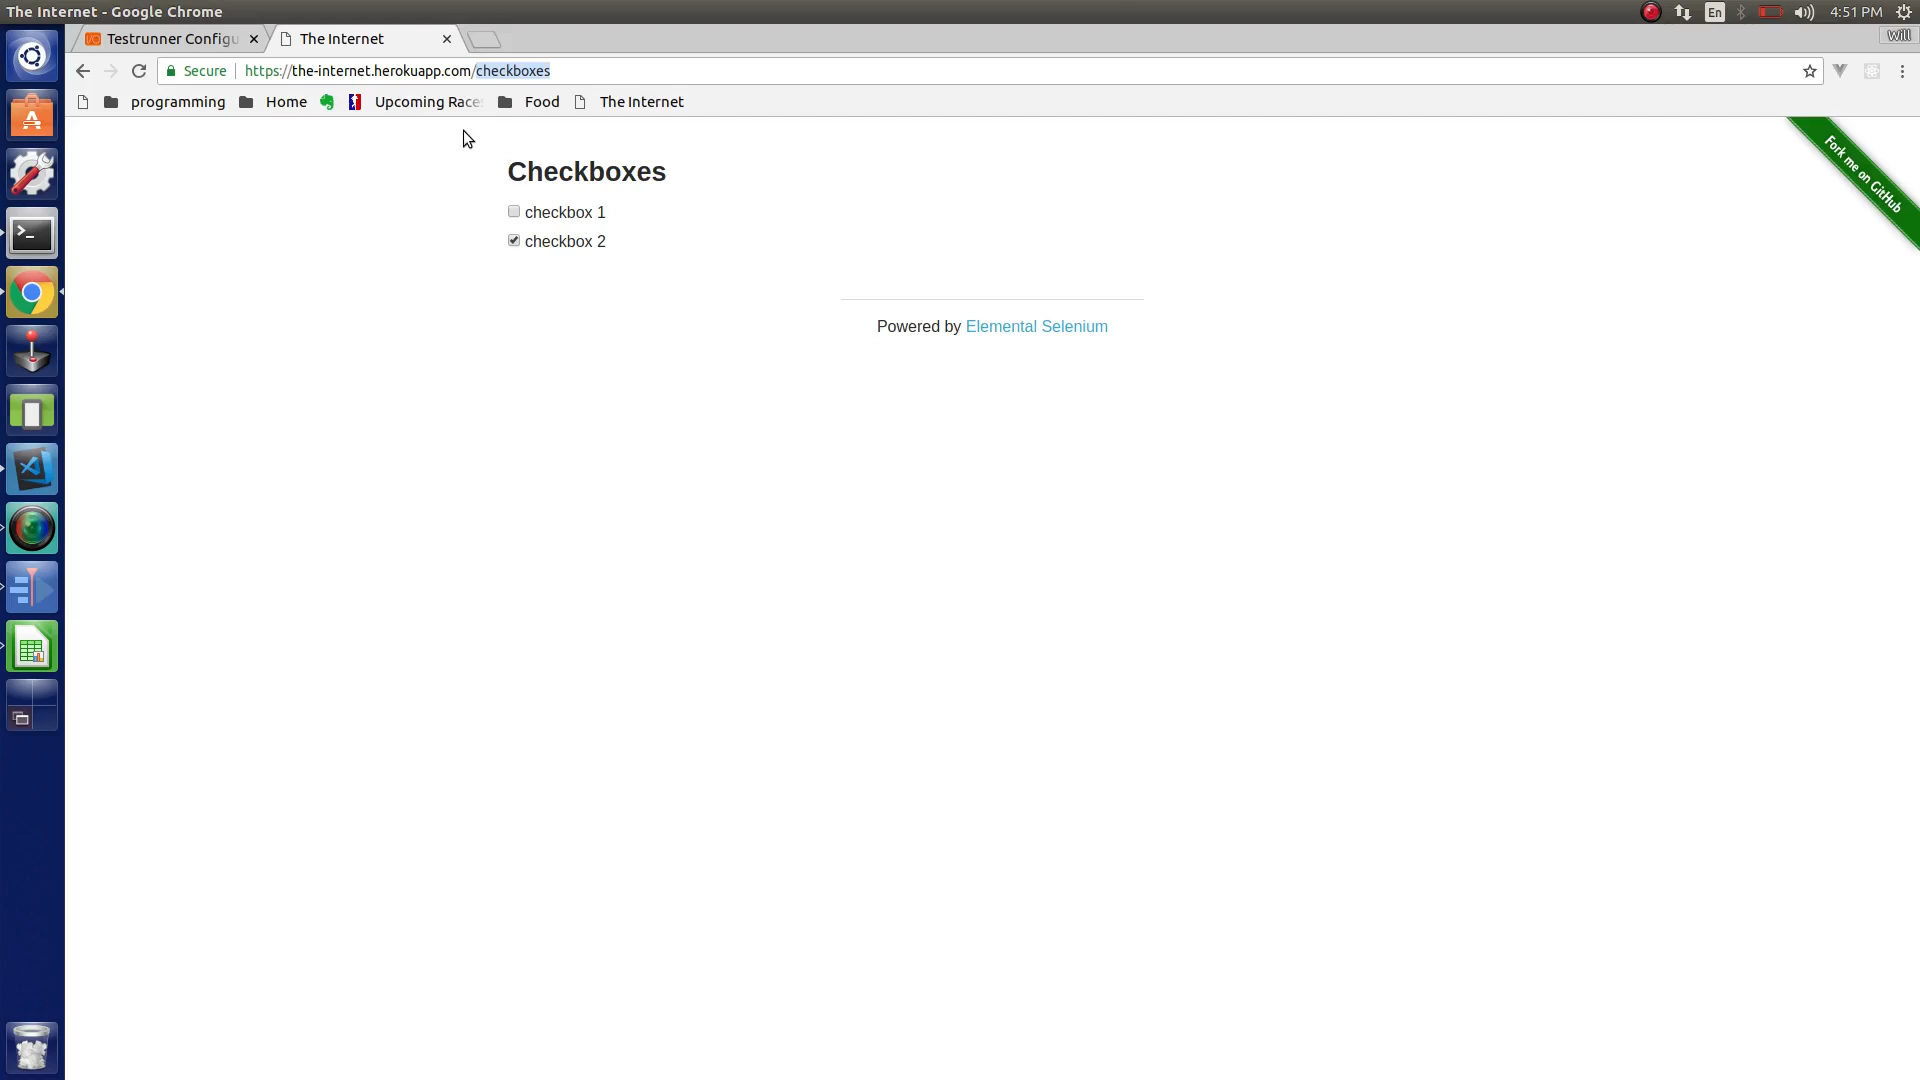 The Internet - Google Chrome
En
4:51 PM
Testrunner Configu
The Internet
Will
Secure
https://the-internet.herokuapp.com/checkboxes
programming
Home
Upcoming Race
Food
The Internet
Fork me on GitHub
Checkboxes
checkbox 1
checkbox 2
Powered by Elemental Selenium